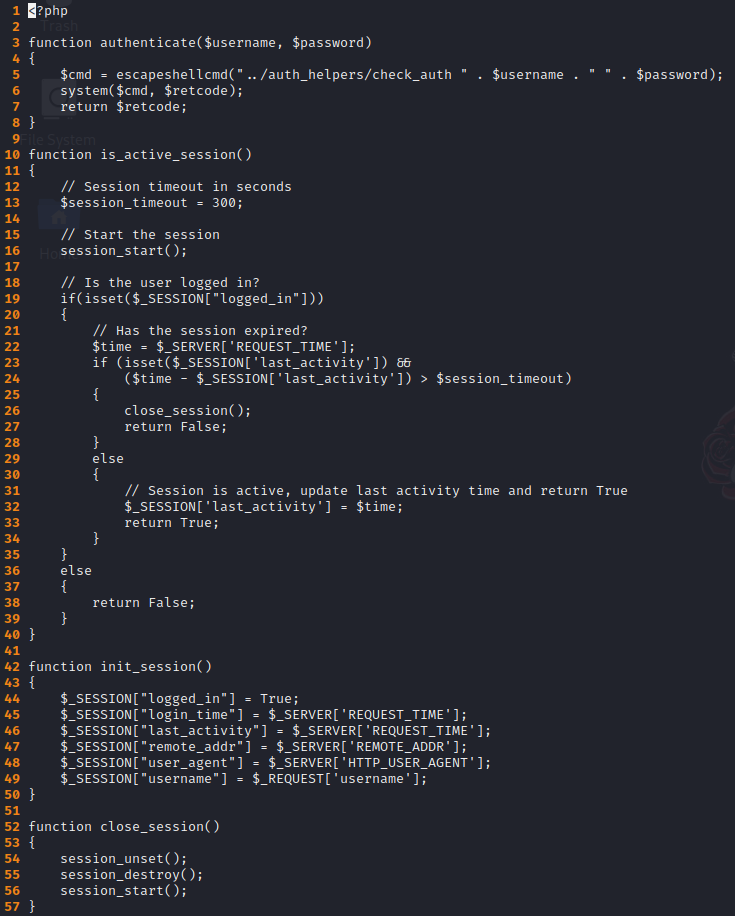 1 <?php
Trash
2
3 function authenticate($username, $password)
4 {
5     $cmd = escapeshellcmd("../auth_helpers/check_auth " . $username . " " . $password);
6     system($cmd, $retcode);
7     return $retcode;
8 }
9
File System
10 function is_active_session()
11 {
12     // Session timeout in seconds
13     $session_timeout = 300;
14
15     // Start the session
16     session_start();
Home
17
18     // Is the user logged in?
19     if(isset($_SESSION["logged_in"]))
20     {
21         // Has the session expired?
22         $time = $_SERVER['REQUEST_TIME'];
23         if (isset($_SESSION['last_activity']) &&
24             ($time - $_SESSION['last_activity']) > $session_timeout)
25         {
26             close_session();
27             return False;
28         }
29         else
30         {
31             // Session is active, update last activity time and return True
32             $_SESSION['last_activity'] = $time;
33             return True;
34         }
35     }
36     else
37     {
38         return False;
39     }
40 }
41
42 function init_session()
43 {
44     $_SESSION["logged_in"] = True;
45     $_SESSION["login_time"] = $_SERVER['REQUEST_TIME'];
46     $_SESSION["last_activity"] = $_SERVER['REQUEST_TIME'];
47     $_SESSION["remote_addr"] = $_SERVER['REMOTE_ADDR'];
48     $_SESSION["user_agent"] = $_SERVER['HTTP_USER_AGENT'];
49     $_SESSION["username"] = $_REQUEST['username'];
50 }
51
52 function close_session()
53 {
54     session_unset();
55     session_destroy();
56     session_start();
57 }